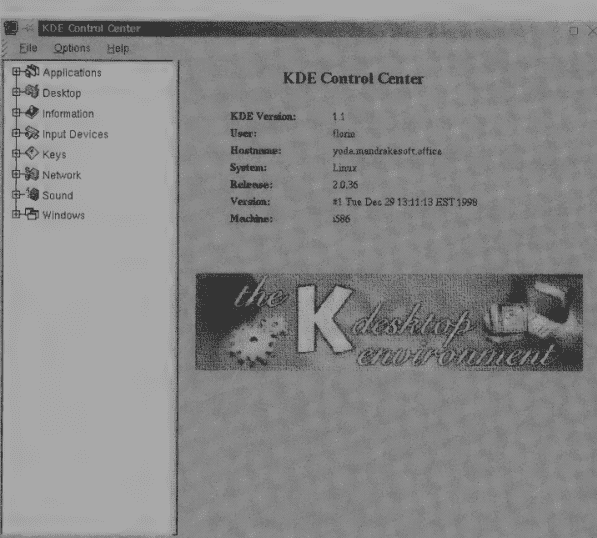 KDE Control Center
File Options Help
Applications
Desktop
Information
Input Devices
Keys
Network
Sound
Windows
KDE Control Center
KDE Version: 1.1
User:
Hostname: yoda.mandrakesoft.office
System: Linux
Release: 2.0.36
Version: #1 Tue Dec 29 13:11:13 EST 1998
Machine: i586
the
K desktop
environment